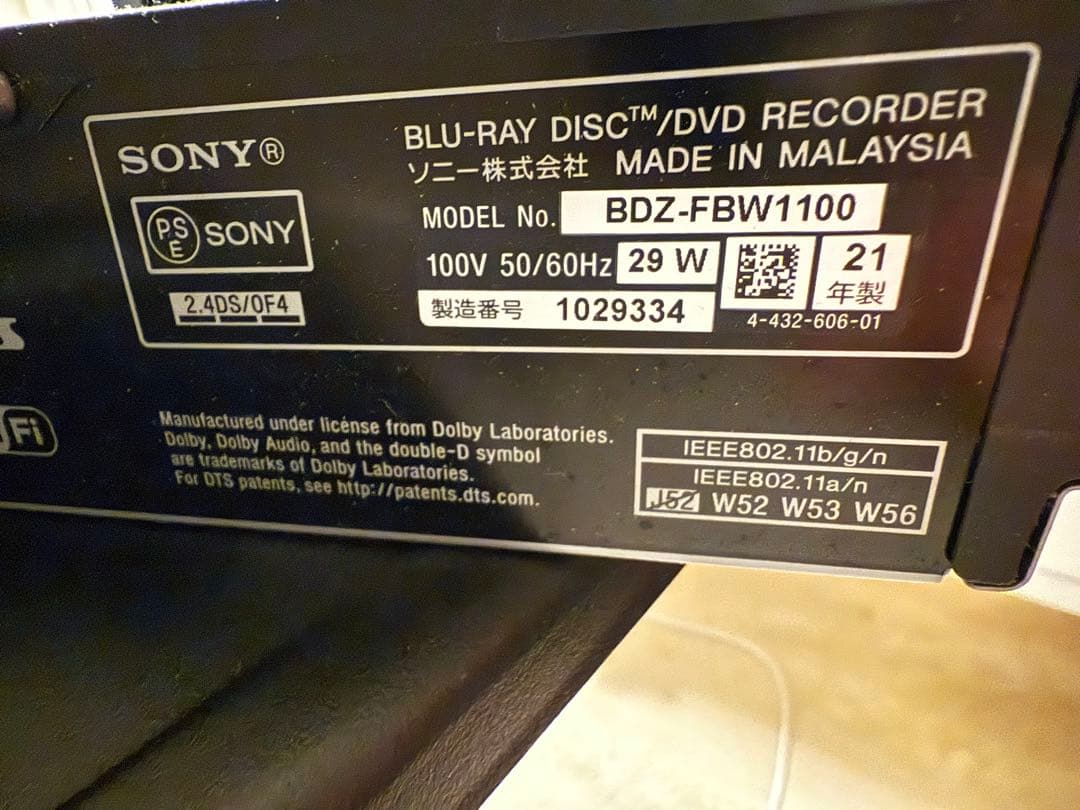 SONY®
BLU-RAY DISC™/DVD RECORDER
ソニー株式会社 MADE IN MALAYSIA
PSE SONY
MODEL No. BDZ-FBW1100
100V 50/60Hz 29 W
21
年製
2.4DS/OF4
製造番号 1029334
4-432-606-01
Fi
Manufactured under license from Dolby Laboratories.
Dolby, Dolby Audio, and the double-D symbol
are trademarks of Dolby Laboratories.
For DTS patents, see http://patents.dts.com.
IEEE802.11b/g/n
IEEE802.11a/n
J52 W52 W53 W56